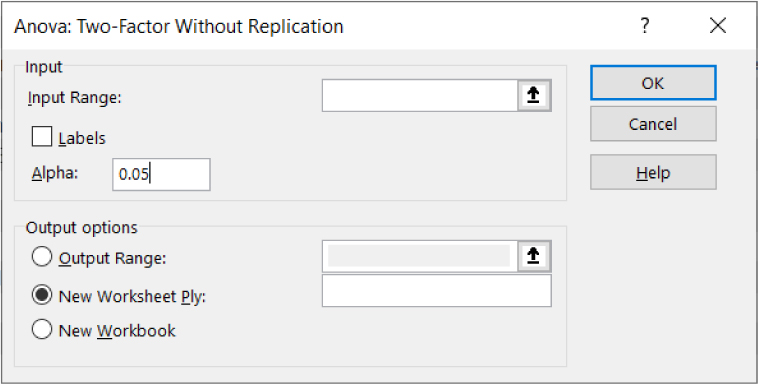 Anova: Two-Factor Without Replication ?
Input
Input Range:
Labels
Alpha: 0.05
OK
Cancel
Help
Output options
Output Range:
New Worksheet Ply:
New Workbook